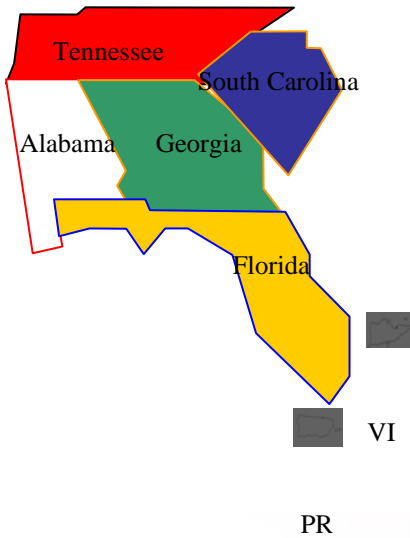 Tennessee
South Carolina
Alabama
Georgia
Florida
VI
PR